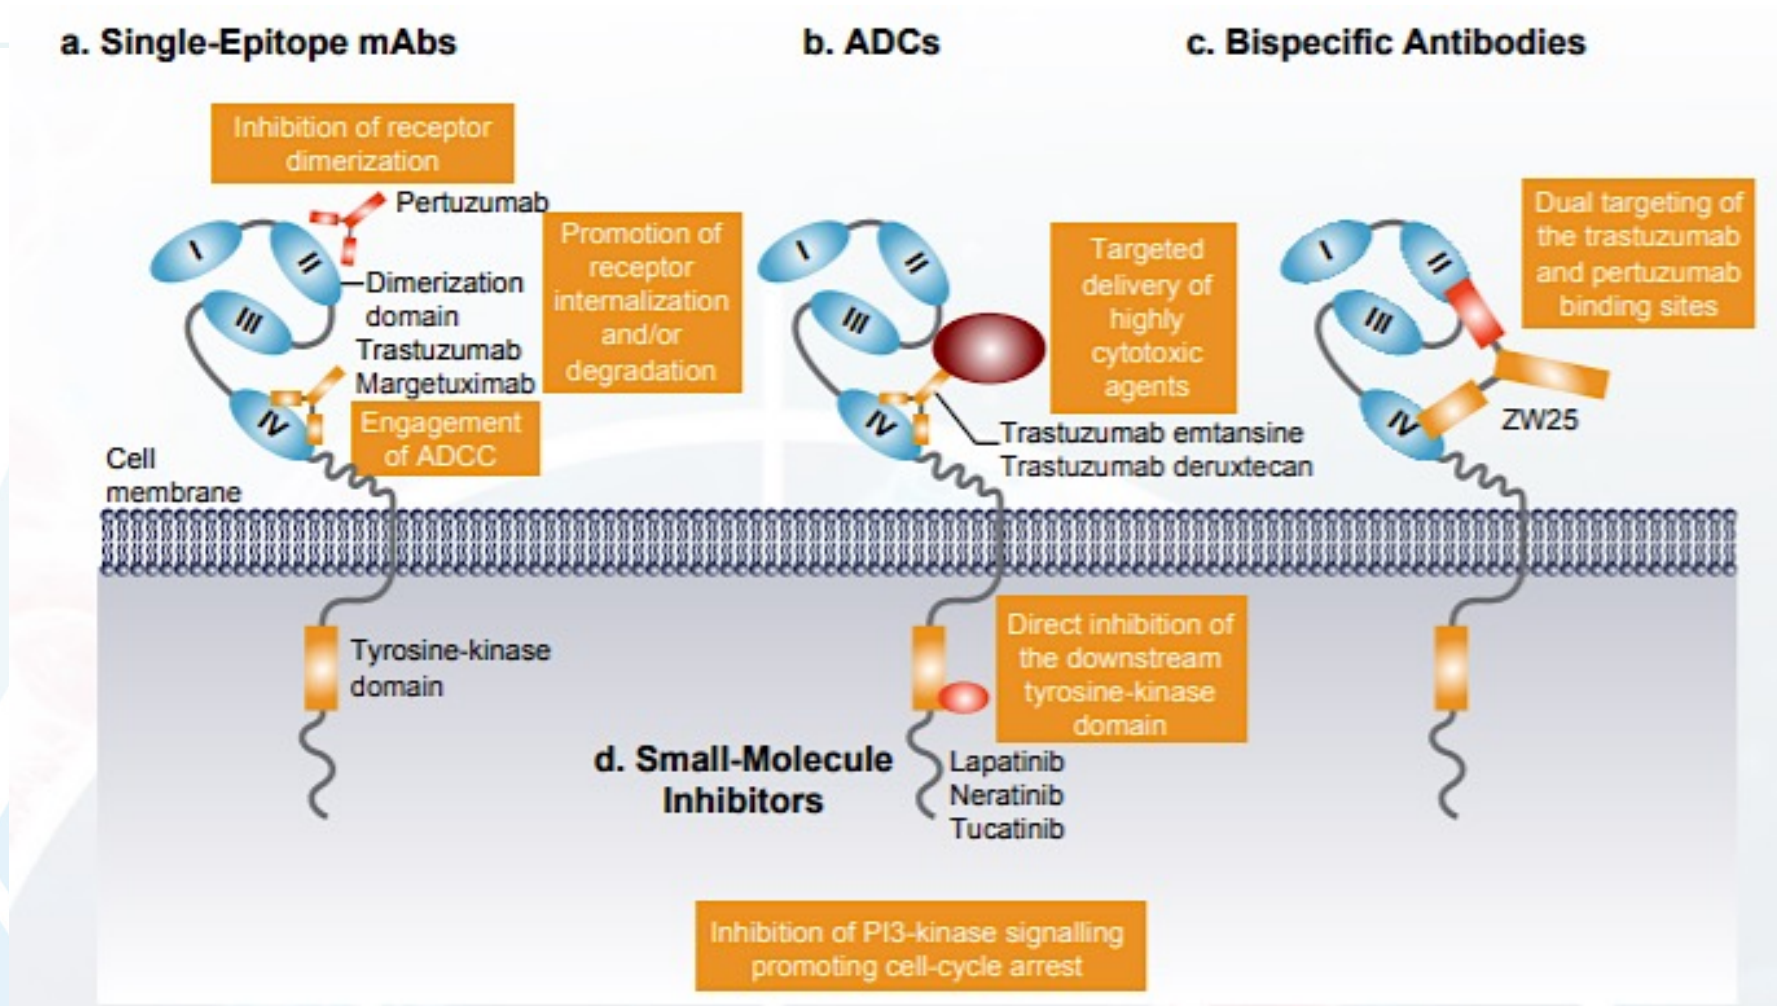 a. Single-Epitope mAbs
b. ADCs
c. Bispecific Antibodies
Inhibition of receptor
dimerization
Pertuzumab
I
II
III
IV
Dimerization
domain
Trastuzumab
Margetuximab
Promotion of
receptor
internalization
and/or
degradation
Engagement
of ADCC
Cell
membrane
Tyrosine-kinase
domain
I
II
III
IV
Targeted
delivery of
highly
cytotoxic
agents
Trastuzumab emtansine
Trastuzumab deruxtecan
I
II
III
IV
Dual targeting of
the trastuzumab
and pertuzumab
binding sites
ZW25
Direct inhibition of
the downstream
tyrosine-kinase
domain
d. Small-Molecule
Inhibitors
Lapatinib
Neratinib
Tucatinib
Inhibition of PI3-kinase signalling
promoting cell-cycle arrest